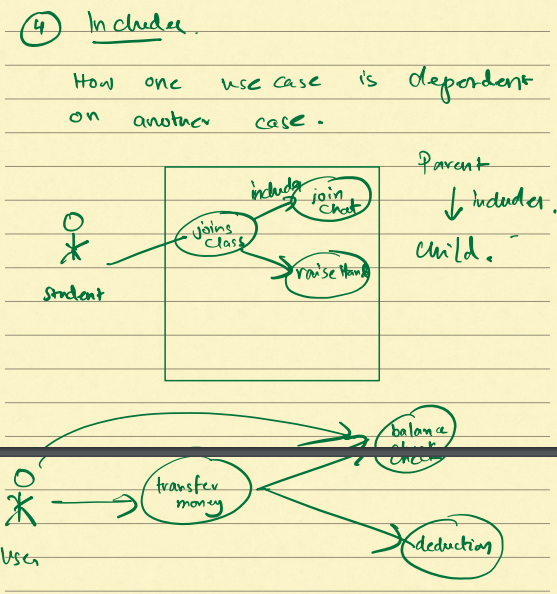 4 Includes.
How one use case is dependent
on another case.
Parent
includes.
child.
includes
join
chat
joins
class
raise Hand
student
balance
check
transfer
money
User
deduction